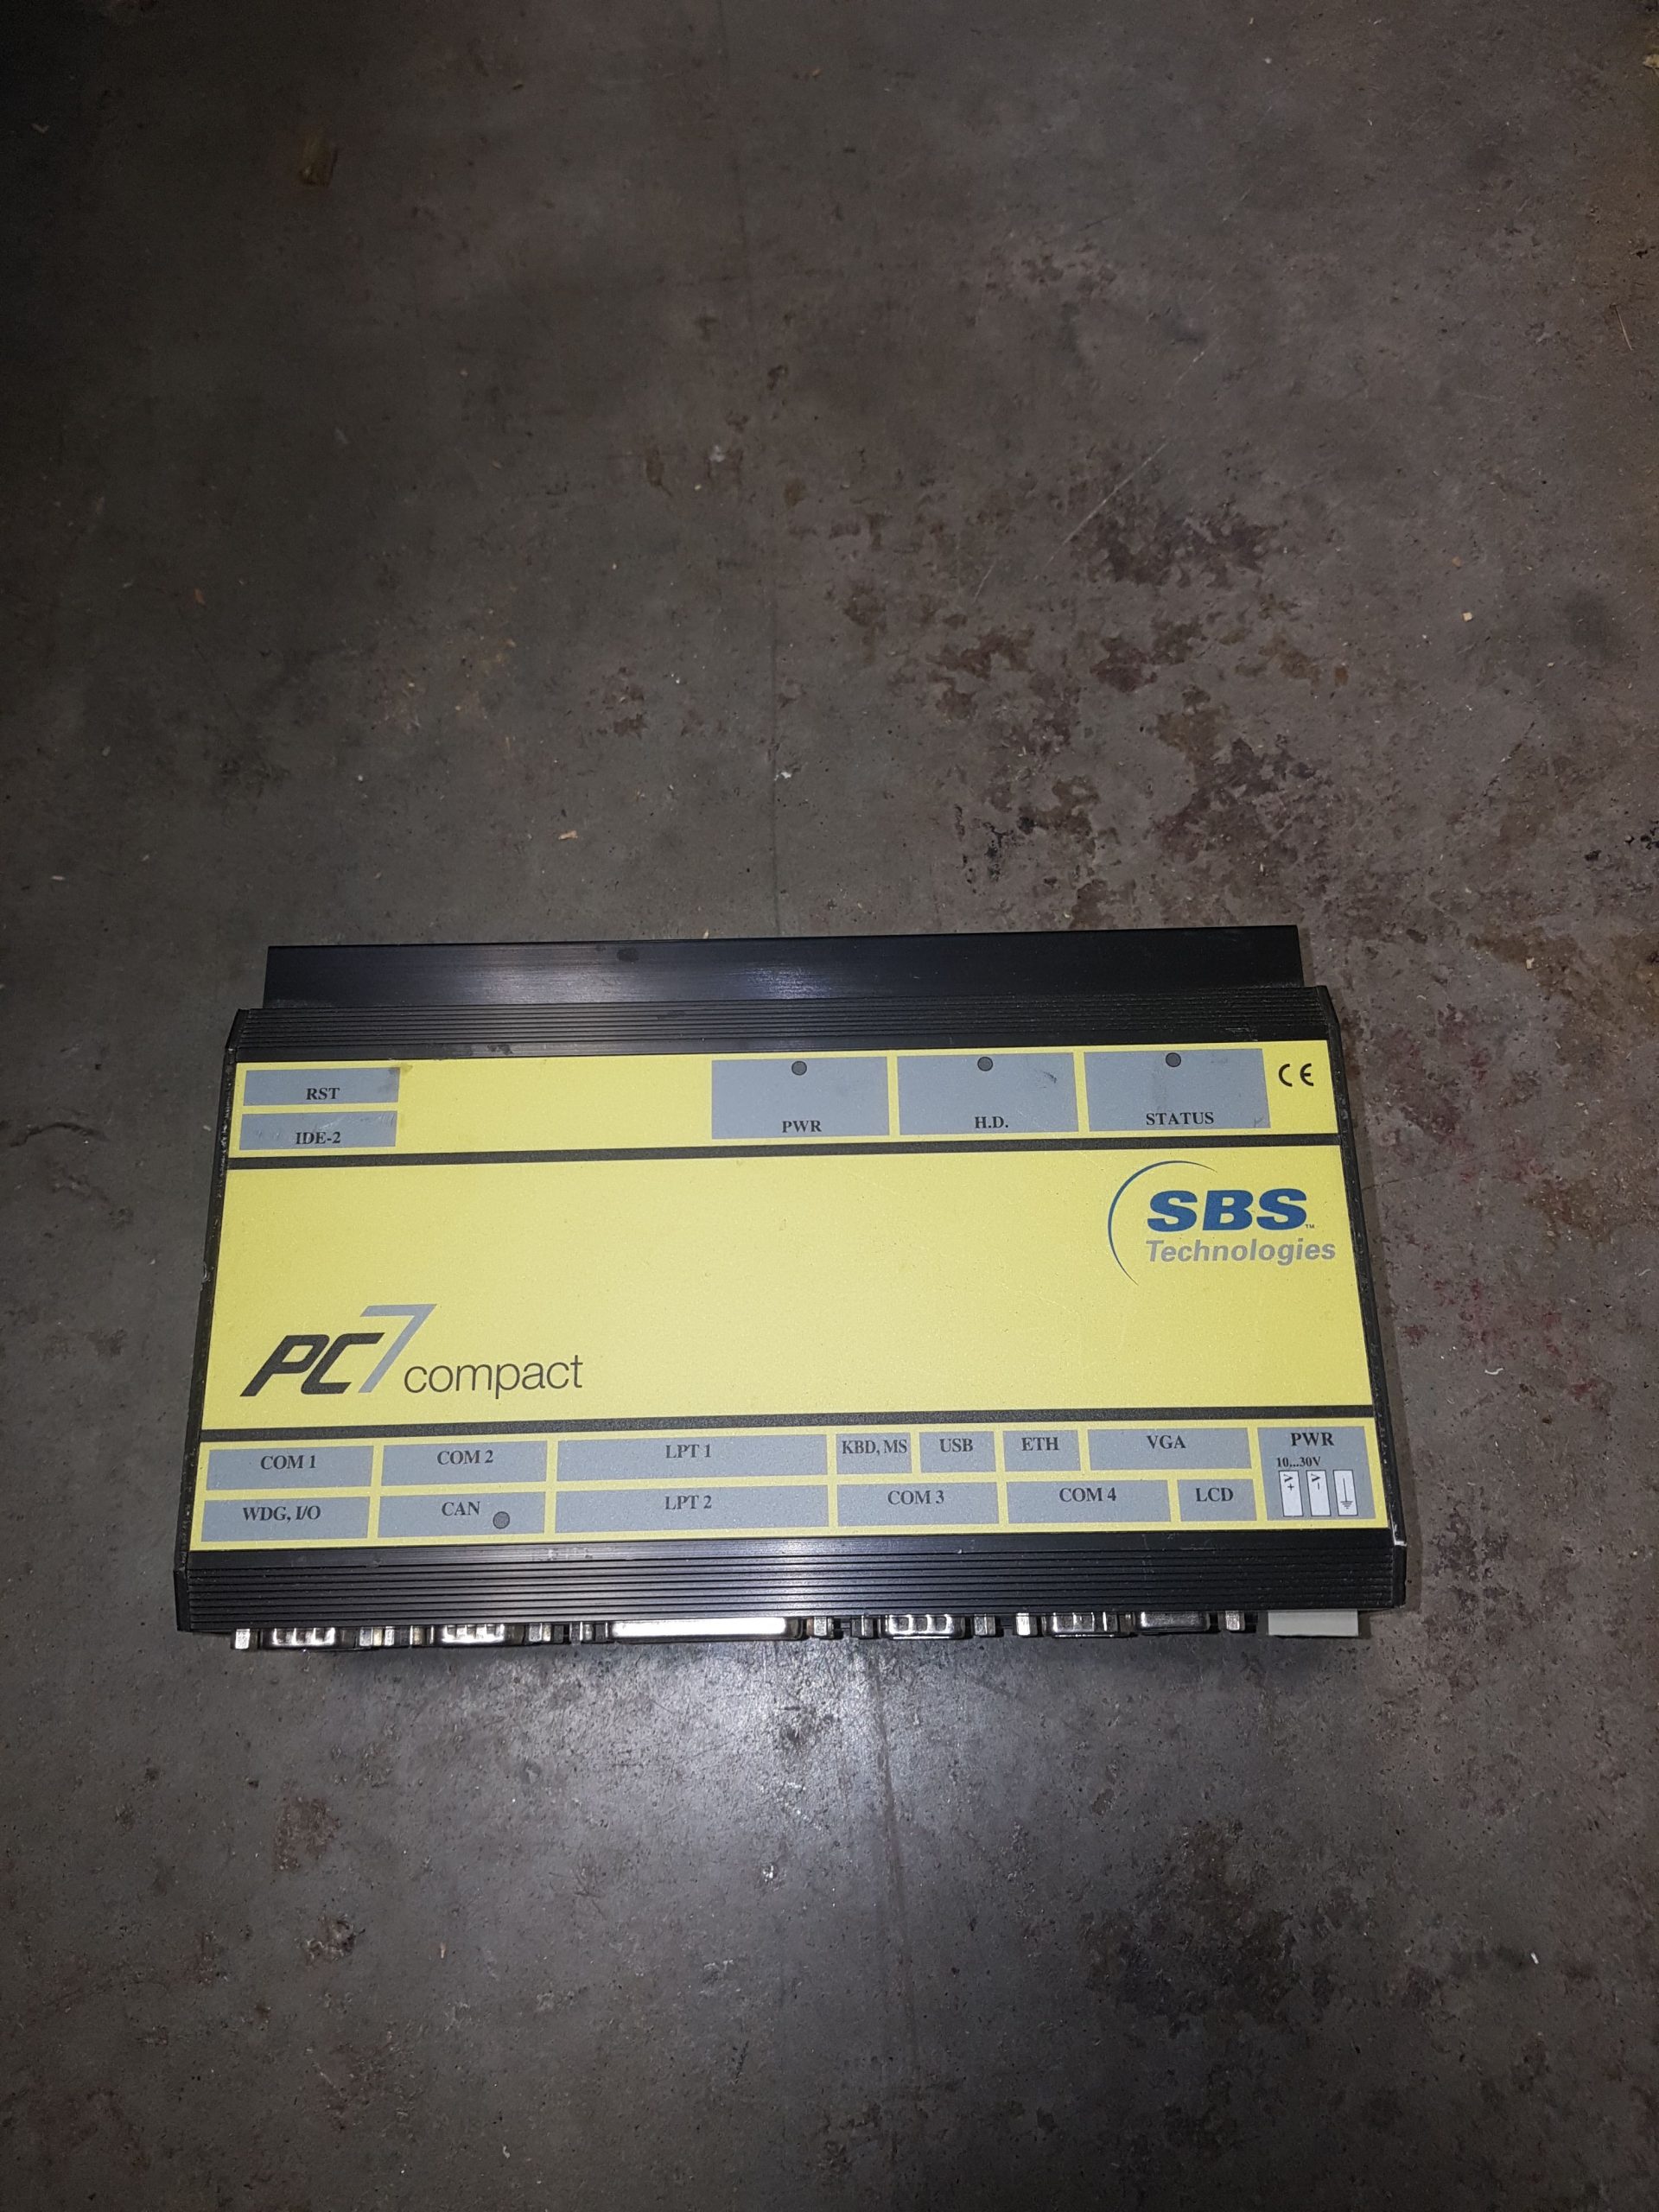 RST
IDE-2
PWR
H.D.
STATUS
CE
SBS™
Technologies
PC7 compact
COM 1
COM 2
LPT 1
KBD, MS
USB
ETH
VGA
PWR
10,...30V
WDG, I/O
CAN
LPT 2
COM 3
COM 4
LCD
V+
V-